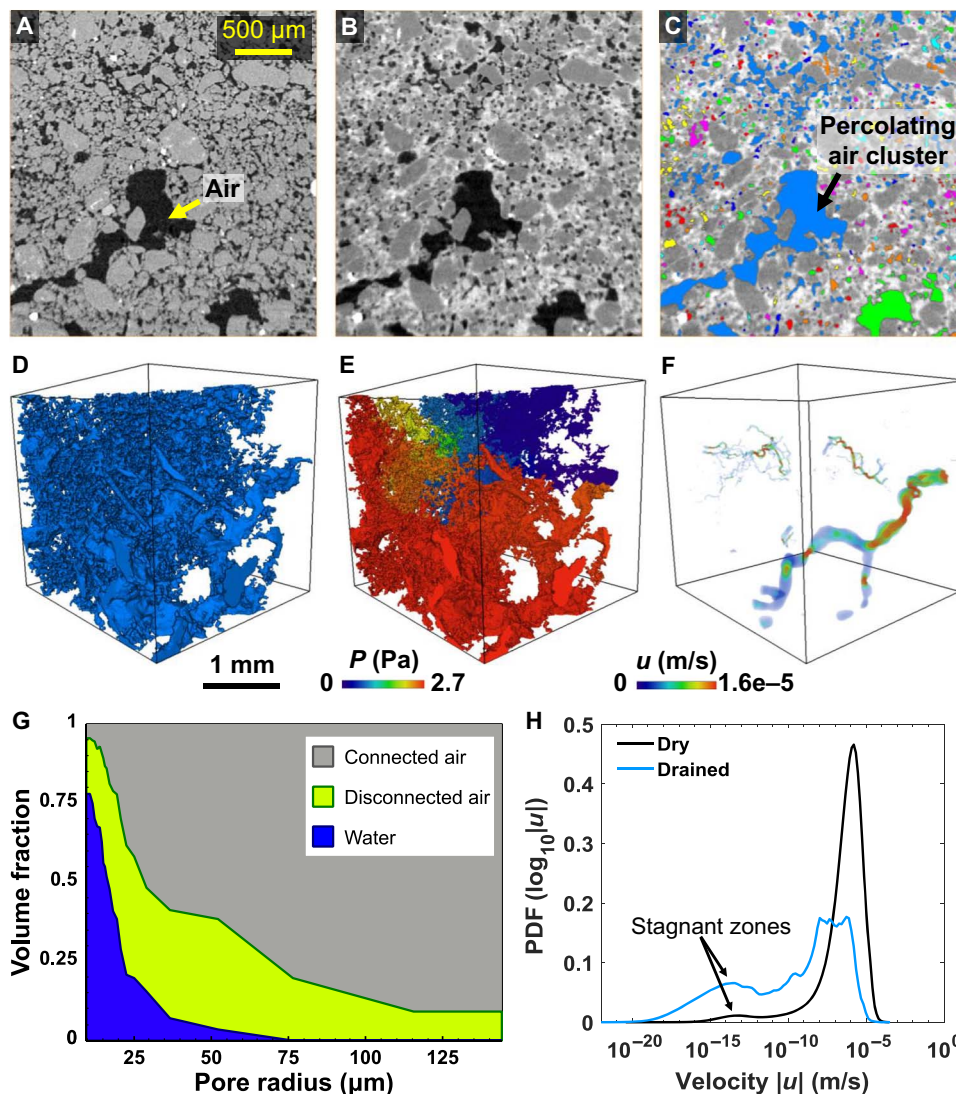 A
500 µm
Air
B
C
Percolating
air cluster
D
E
F
1 mm
P (Pa)
0
2.7
u (m/s)
0
1.6e–5
G
1
0.75
0.5
0.25
0
Volume fraction
Connected air
Disconnected air
Water
25
50
75
100
125
Pore radius (µm)
H
0.5
0.4
0.3
0.2
0.1
0
PDF (log10|u|)
Dry
Drained
Stagnant zones
10−20
10−15
10−10
10−5
100
Velocity |u| (m/s)